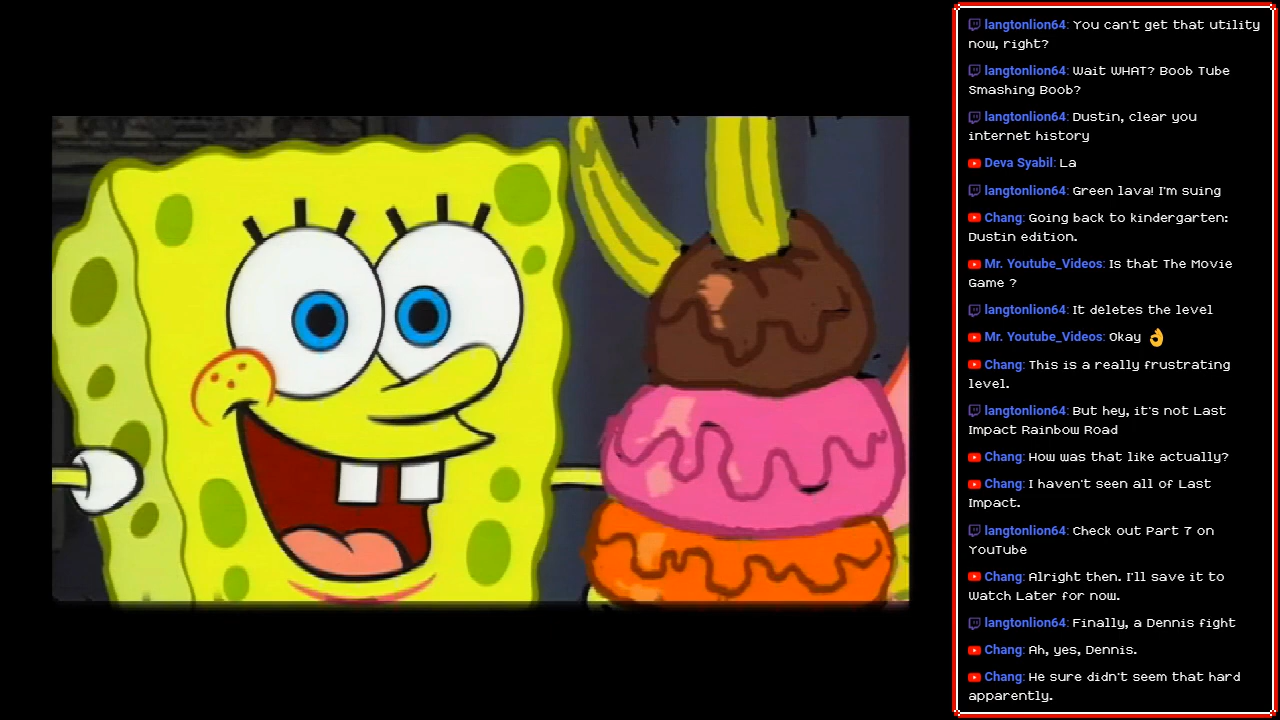 langtonlion64: You can't get that utility
now, right?
langtonlion64: Wait WHAT? Boob Tube
Smashing Boob?
langtonlion64: Dustin, clear you
internet history
Deva Syabil: La
langtonlion64: Green lava! I'm suing
Chang: Going back to kindergarten:
Dustin edition.
Mr. Youtube_Videos: Is that The Movie
Game ?
langtonlion64: It deletes the level
Mr. Youtube_Videos: Okay 👌
Chang: This is a really frustrating
level.
langtonlion64: But hey, it's not Last
Impact Rainbow Road
Chang: How was that like actually?
Chang: I haven't seen all of Last
Impact.
langtonlion64: Check out Part 7 on
YouTube
Chang: Alright then. I'll save it to
Watch Later for now.
langtonlion64: Finally, a Dennis fight
Chang: Ah, yes, Dennis.
Chang: He sure didn't seem that hard
apparently.